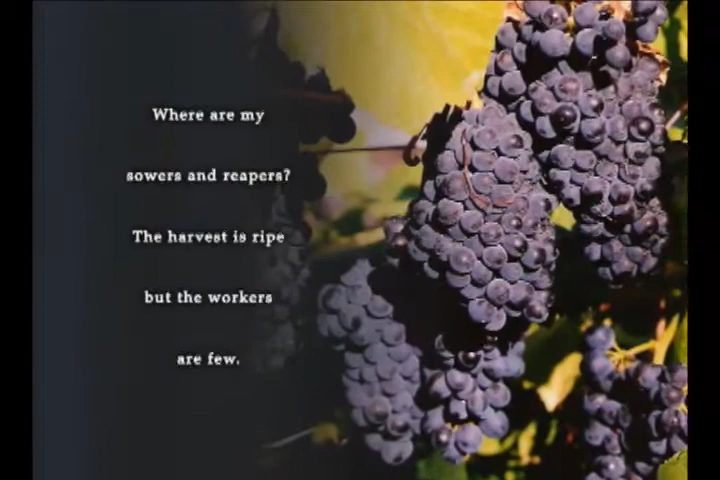 Where are my
sowers and reapers?
The harvest is ripe
but the workers
are few.